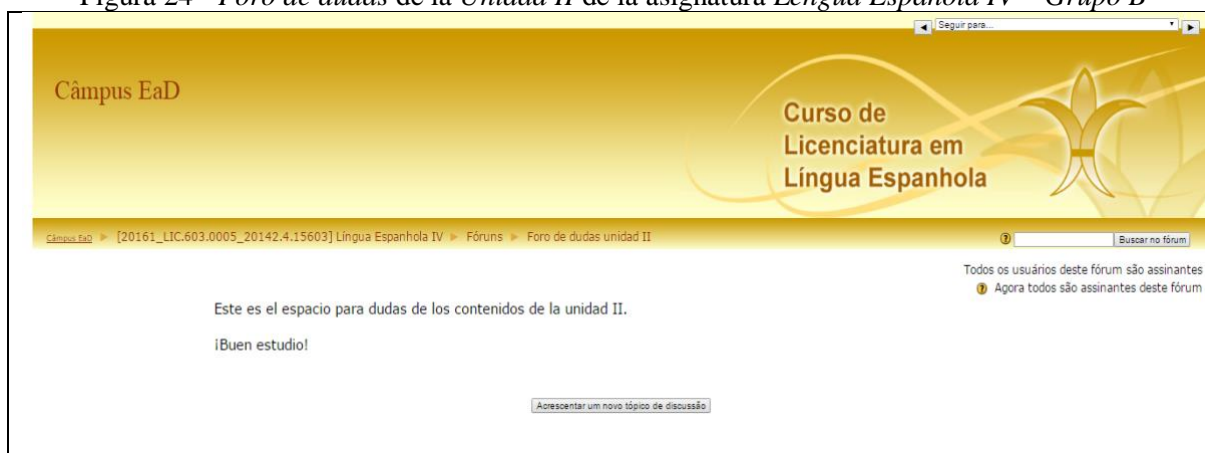 Figura 24 - Foro de dudas de la Unidad II de la asignatura Lengua Española IV – Grupo B
Seguir para...
Câmpus EaD
Curso de
Licenciatura em
Língua Espanhola
Câmpus EaD ► [20161_LIC.603.0005_20142.4.15603] Língua Espanhola IV ► Fóruns ► Foro de dudas unidad II
Buscar no fórum
Todos os usuários deste fórum são assinantes
Agora todos são assinantes deste fórum
Este es el espacio para dudas de los contenidos de la unidad II.
¡Buen estudio!
Acrescentar um novo tópico de discussão